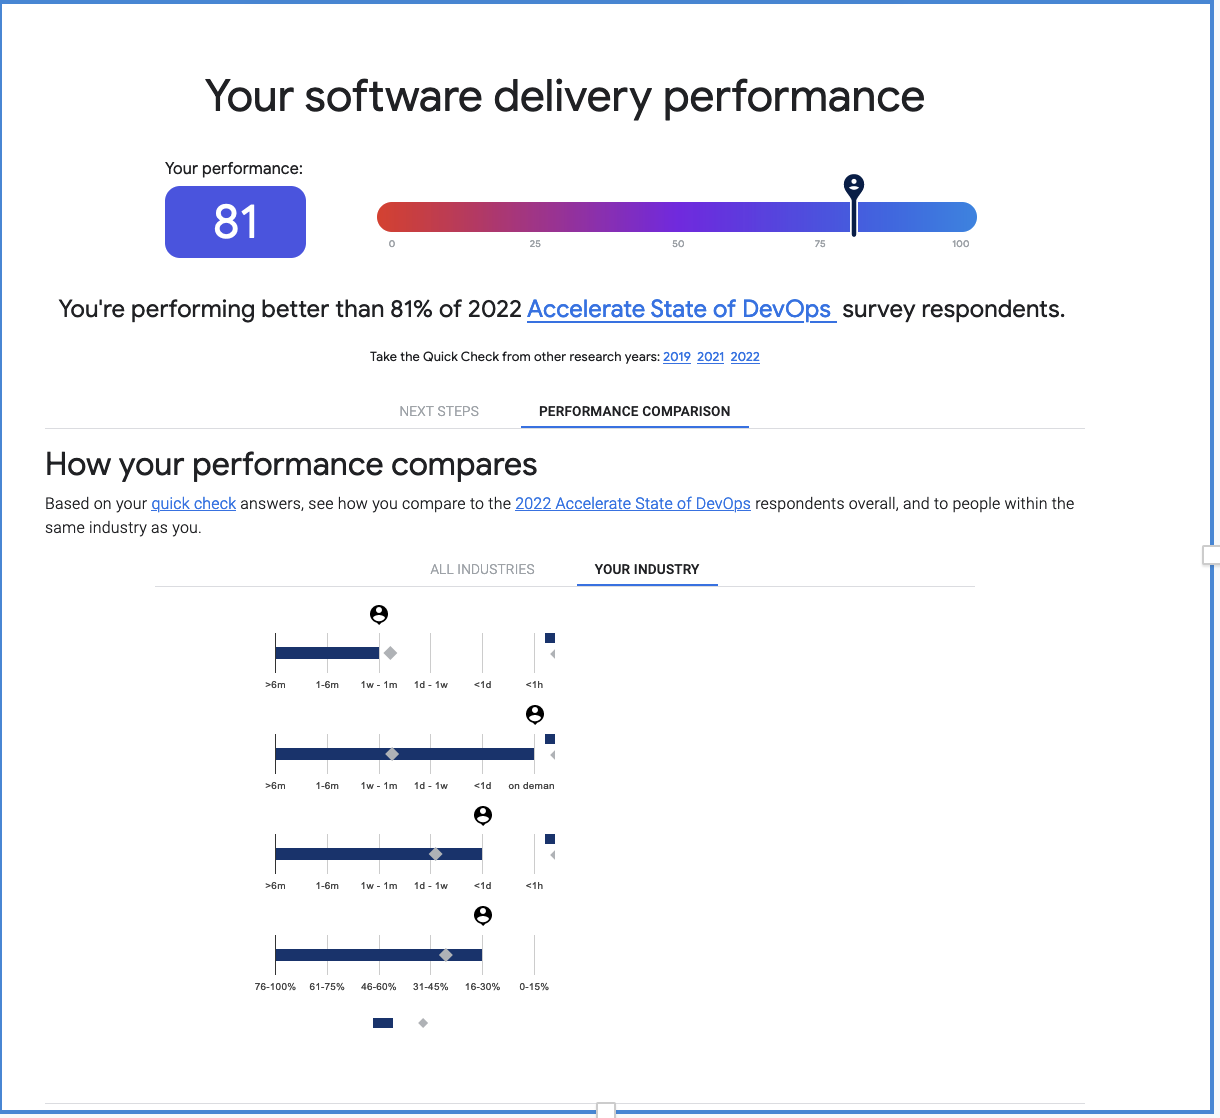 Your software delivery performance
Your performance:
81
0 25 50 75 100
You're performing better than 81% of 2022 Accelerate State of DevOps survey respondents.
Take the Quick Check from other research years: 2019 2021 2022
NEXT STEPS PERFORMANCE COMPARISON
How your performance compares
Based on your quick check answers, see how you compare to the 2022 Accelerate State of DevOps respondents overall, and to people within the
same industry as you.
ALL INDUSTRIES YOUR INDUSTRY
>6m 1-6m 1w - 1m 1d - 1w <1d <1h
>6m 1-6m 1w - 1m 1d - 1w <1d on deman
>6m 1-6m 1w - 1m 1d - 1w <1d <1h
76-100% 61-75% 46-60% 31-45% 16-30% 0-15%